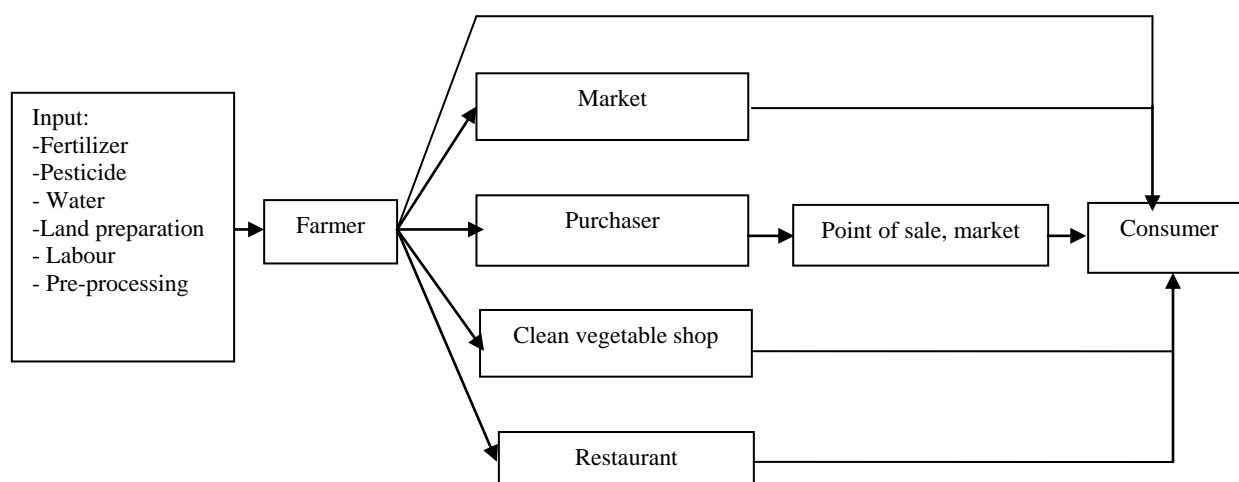 Input:
-Fertilizer
-Pesticide
- Water
-Land preparation
- Labour
- Pre-processing
Farmer
Market
Purchaser
Point of sale, market
Consumer
Clean vegetable shop
Restaurant